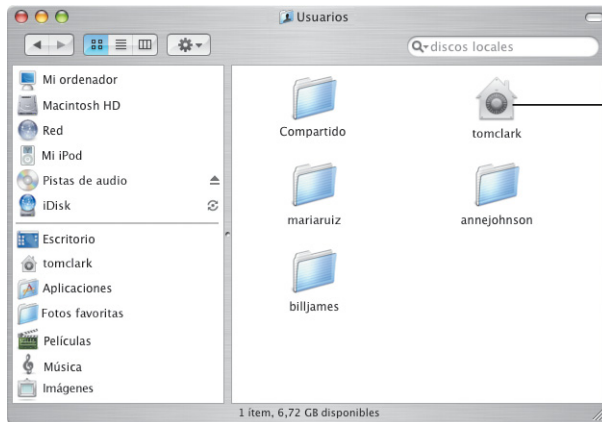 Usuarios
discos locales
Mi ordenador
Macintosh HD
Red
Mi iPod
Pistas de audio
iDisk
Escritorio
tomclark
Aplicaciones
Fotos favoritas
Películas
Música
Imágenes
Compartido
tomclark
mariaruiz
annejohnson
billjames
1 ítem, 6,72 GB disponibles